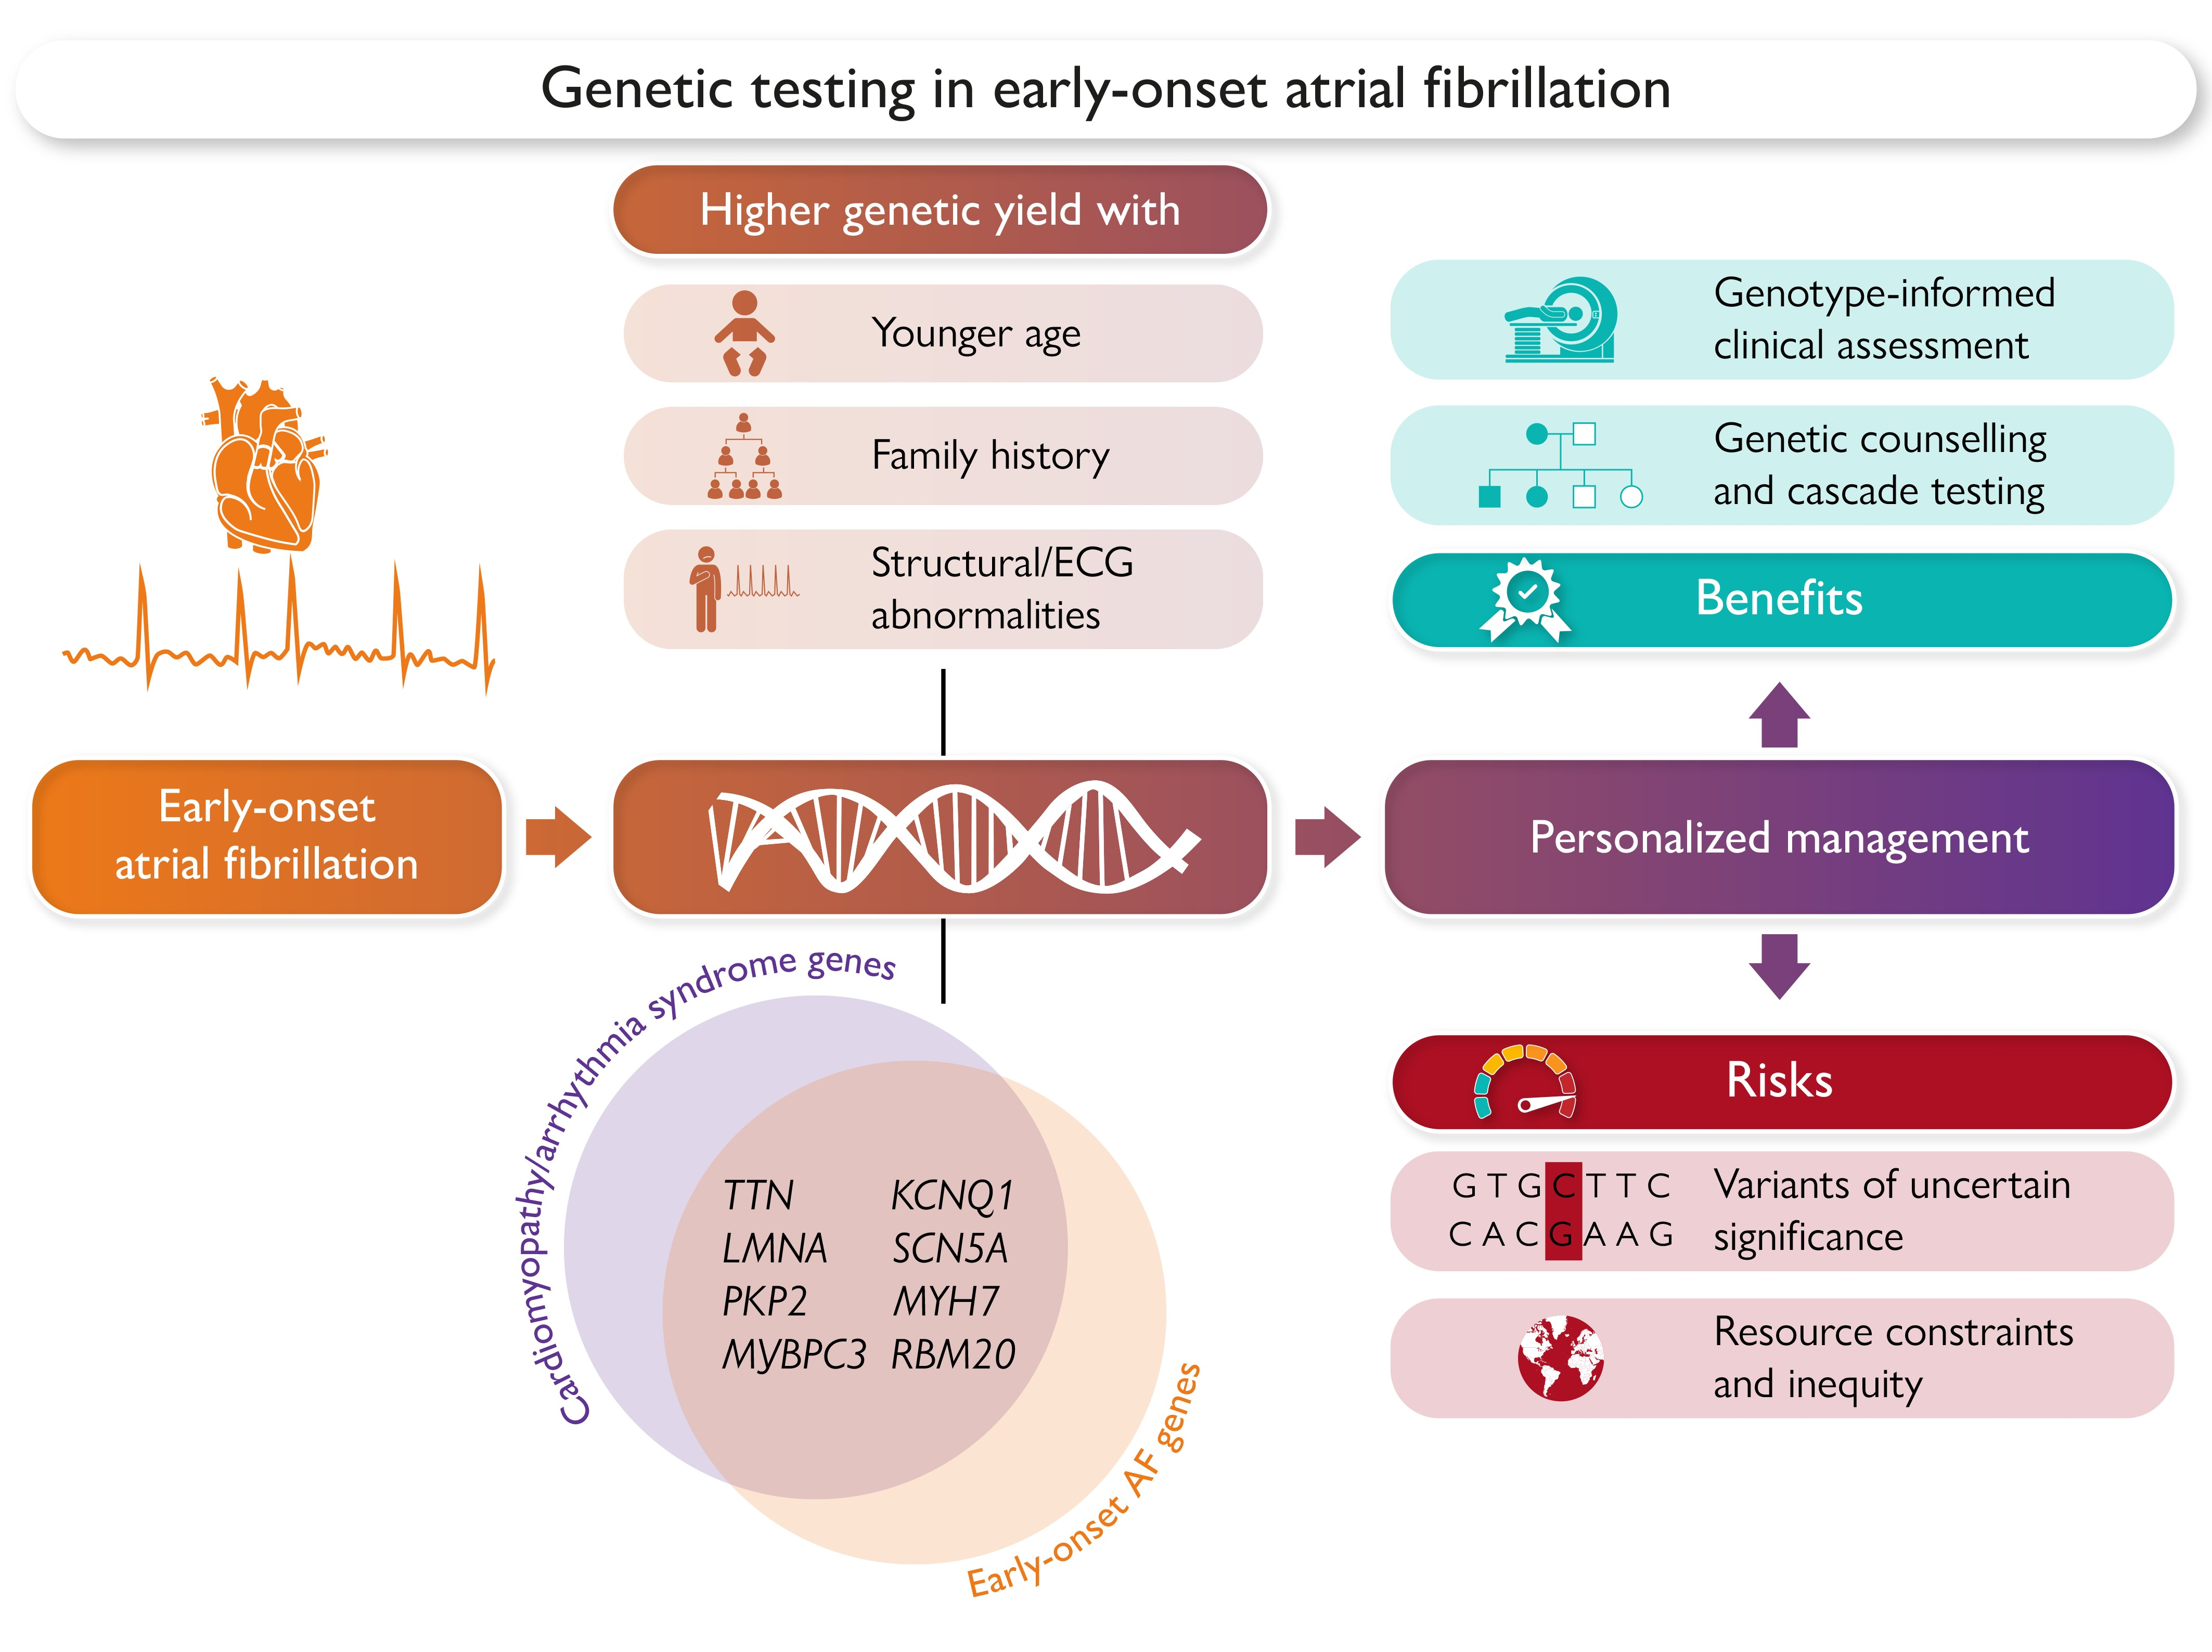 Genetic testing in early-onset atrial fibrillation
Higher genetic yield with
Younger age
Family history
Structural/ECG
abnormalities
Early-onset
atrial fibrillation
Cardiomyopathy/arrhythmia syndrome genes
TTN KCNQ1
LMNA SCN5A
PKP2 MYH7
MYBPC3 RBM20
Early-onset AF genes
Genotype-informed
clinical assessment
Genetic counselling
and cascade testing
Benefits
Personalized management
Risks
G T G C T T C
C A C G A A G
Variants of uncertain
significance
Resource constraints
and inequity